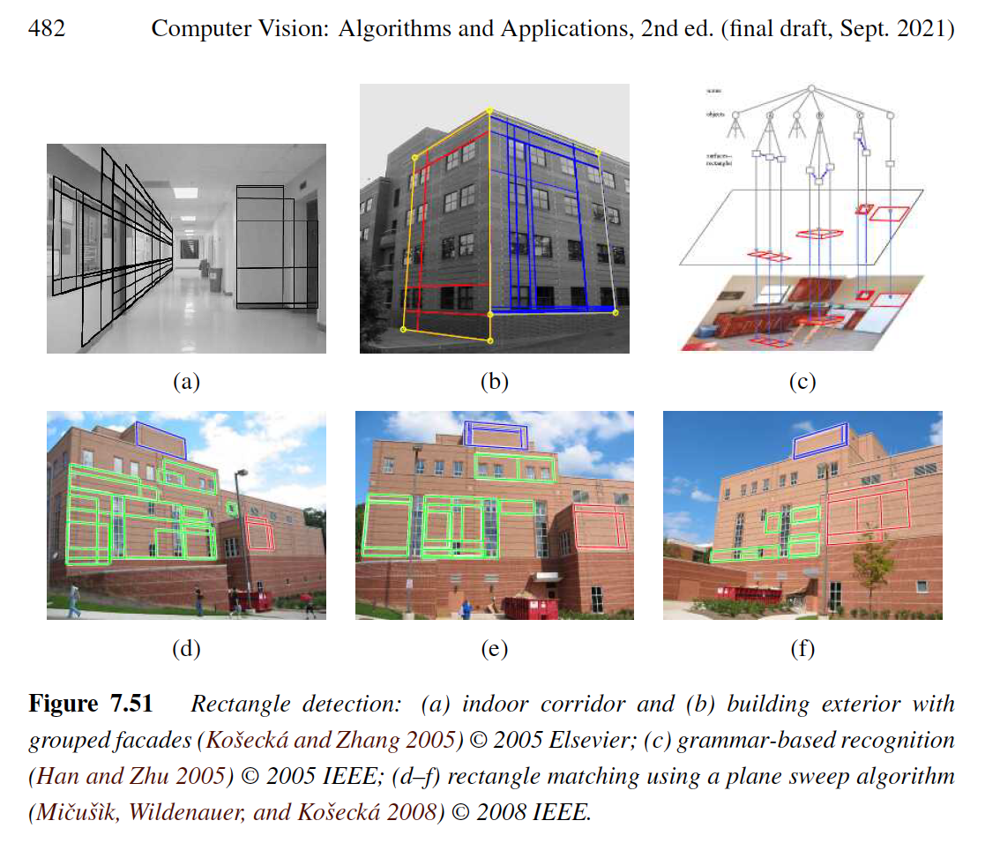 482 Computer Vision: Algorithms and Applications, 2nd ed. (final draft, Sept. 2021)
scene
objects
surfaces--
rectangles
(a)
(b)
(c)
(d)
(e)
(f)
Figure 7.51 Rectangle detection: (a) indoor corridor and (b) building exterior with
grouped facades (Košecká and Zhang 2005) © 2005 Elsevier; (c) grammar-based recognition
(Han and Zhu 2005) © 2005 IEEE; (d–f) rectangle matching using a plane sweep algorithm
(Mičušìk, Wildenauer, and Košecká 2008) © 2008 IEEE.